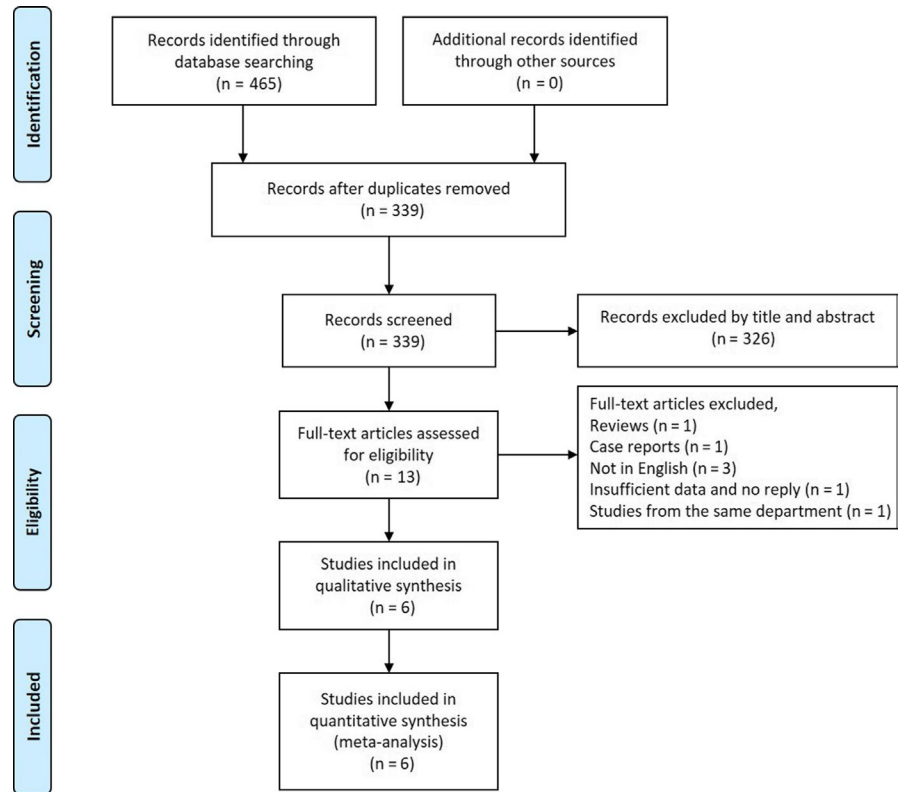 Identification
Records identified through
database searching
(n = 465)
Additional records identified
through other sources
(n = 0)
Records after duplicates removed
(n = 339)
Screening
Records screened
(n = 339)
Records excluded by title and abstract
(n = 326)
Eligibility
Full-text articles assessed
for eligibility
(n = 13)
Full-text articles excluded,
Reviews (n = 1)
Case reports (n = 1)
Not in English (n = 3)
Insufficient data and no reply (n = 1)
Studies from the same department (n = 1)
Studies included in
qualitative synthesis
(n = 6)
Included
Studies included in
quantitative synthesis
(meta-analysis)
(n = 6)